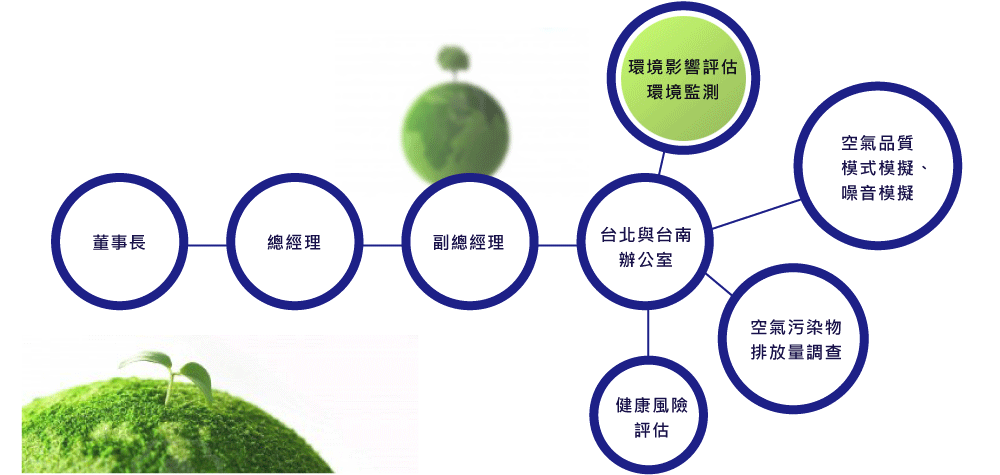 董事長
總經理
副總經理
台北與台南
辦公室
環境影響評估
環境監測
空氣品質
模式模擬、
噪音模擬
空氣污染物
排放量調查
健康風險
評估